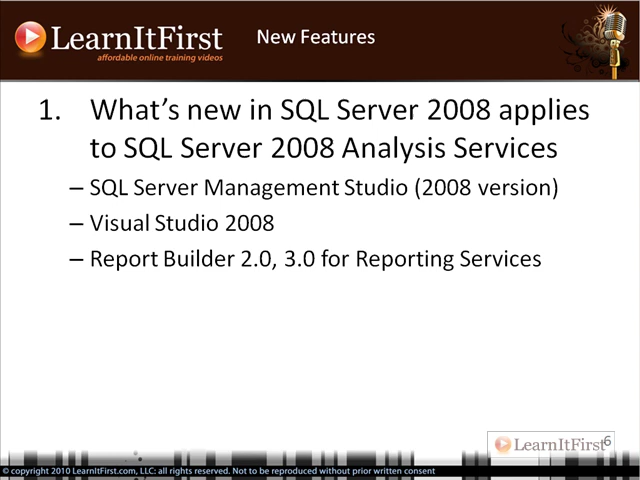 LearnItFirst
affordable online training videos
New Features
1. What's new in SQL Server 2008 applies
to SQL Server 2008 Analysis Services
– SQL Server Management Studio (2008 version)
– Visual Studio 2008
– Report Builder 2.0, 3.0 for Reporting Services
LearnItFirst
6
© copyright 2010 LearnItFirst.com, LLC: all rights reserved. Not to be reproduced without prior written consent